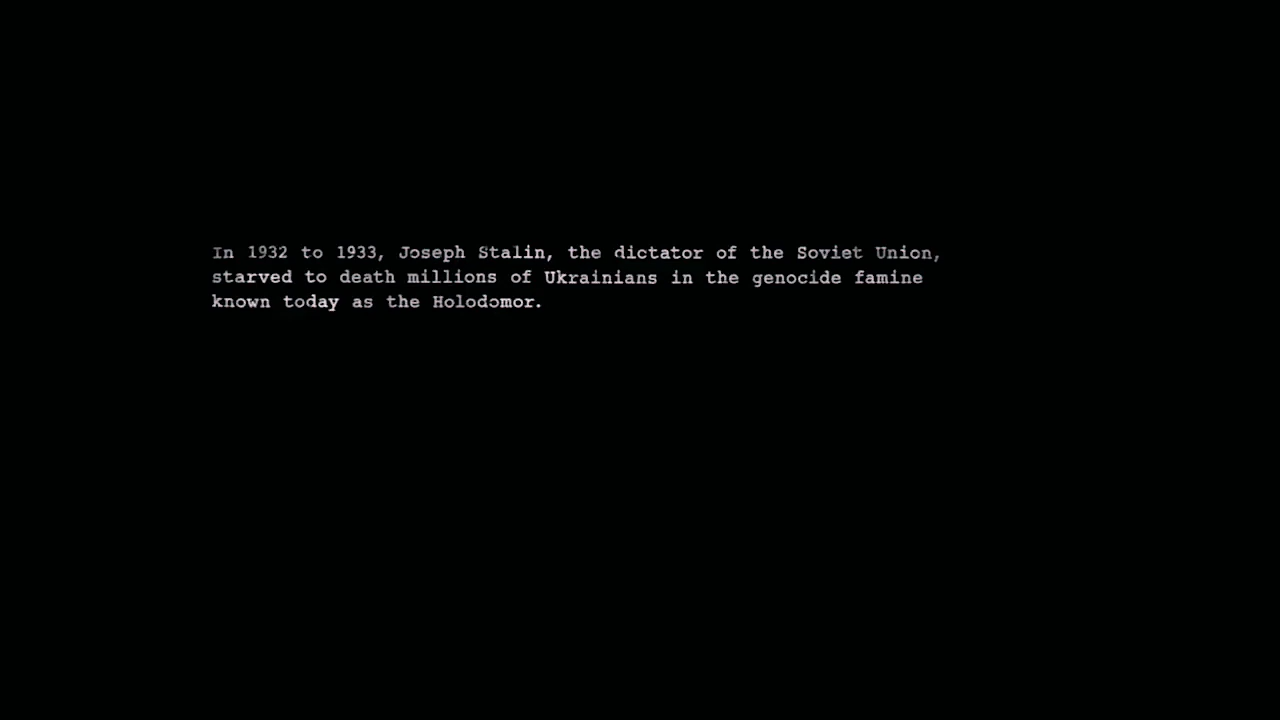 In 1932 to 1933, Joseph Stalin, the dictator of the Soviet Union,
starved to death millions of Ukrainians in the genocide famine
known today as the Holodomor.